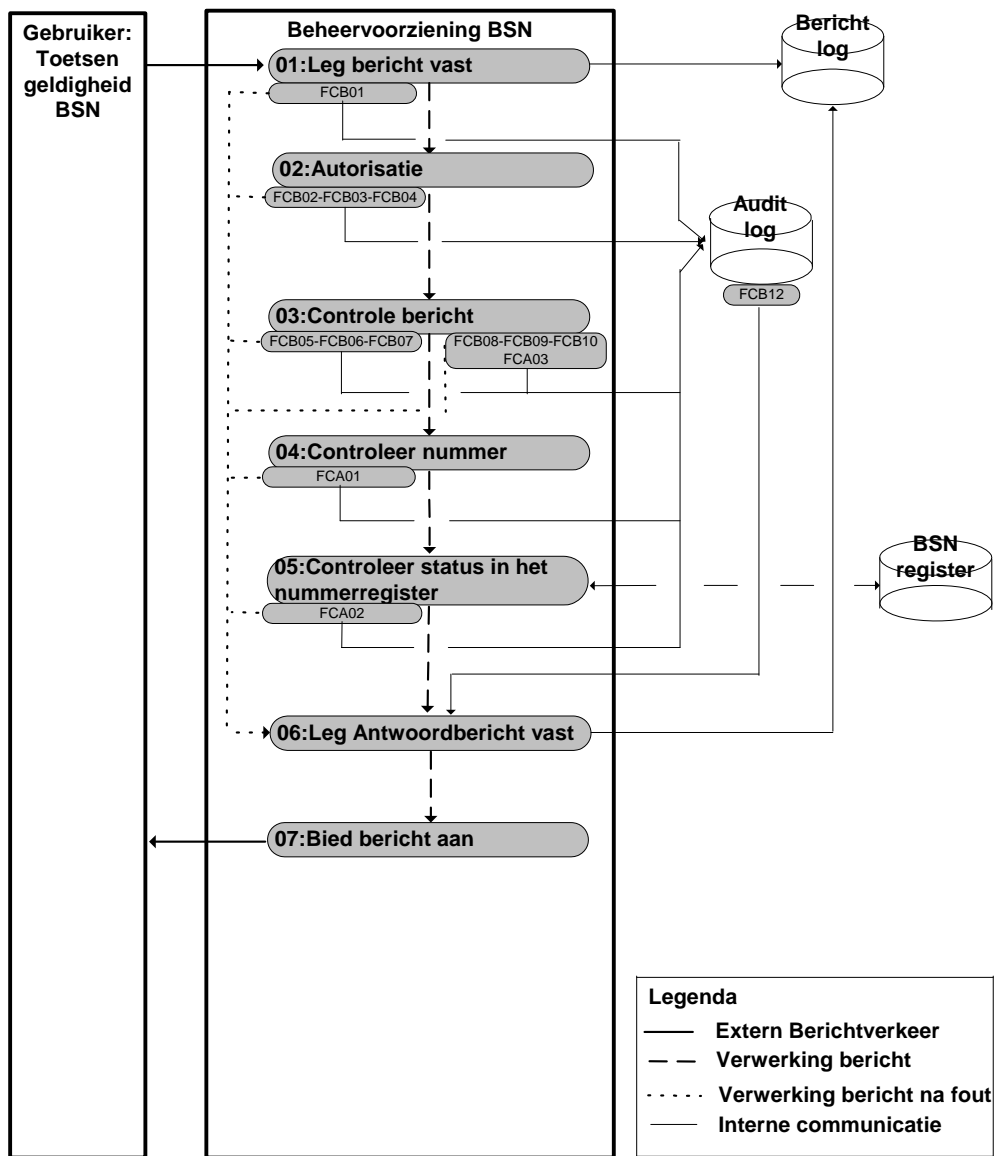 Gebruiker:
Toetsen
geldigheid
BSN
Beheervoorziening BSN
01:Leg bericht vast
FCB01
02:Autorisatie
FCB02-FCB03-FCB04
03:Controle bericht
FCB05-FCB06-FCB07
FCB08-FCB09-FCB10
FCA03
04:Controleer nummer
FCA01
05:Controleer status in het
nummerregister
FCA02
06:Leg Antwoordbericht vast
07:Bied bericht aan
Bericht
log
Audit
log
FCB12
BSN
register
Legenda
Extern Berichtverkeer
Verwerking bericht
Verwerking bericht na fout
Interne communicatie